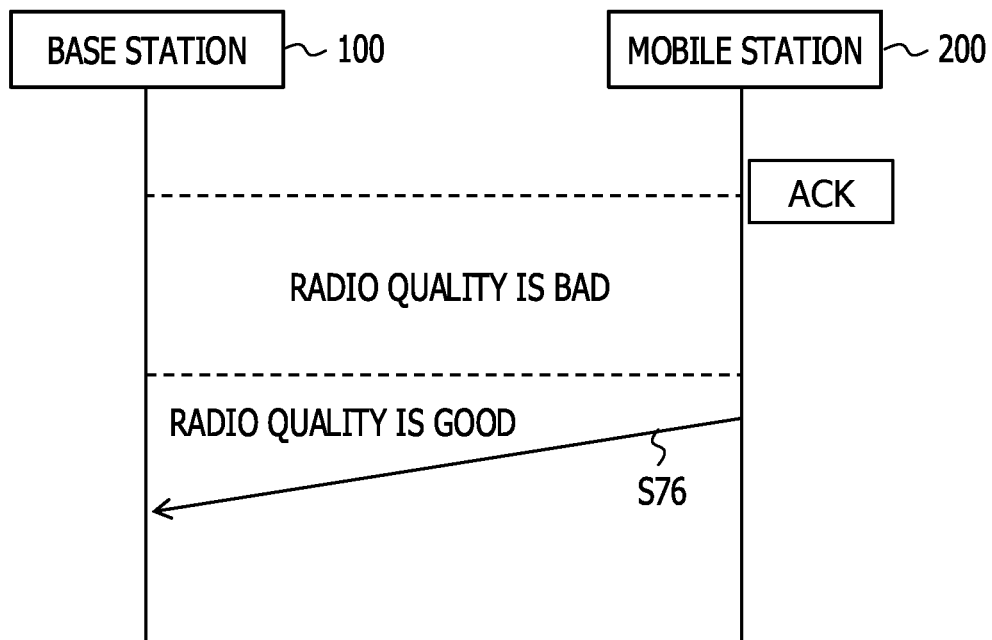 BASE STATION 100
MOBILE STATION 200
ACK
RADIO QUALITY IS BAD
RADIO QUALITY IS GOOD
S76